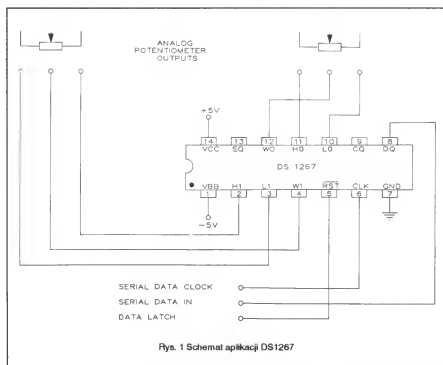 ANALOG
POTENTIOMETER
OUTPUTS
+5V
14 13 12 11 10 9 8
VCC SQ W0 H0 L0 CQ DQ
DS 1267
VBB H1 L1 W1 RST CLK GND
1 2 3 4 5 6 7
-5V
SERIAL DATA CLOCK
SERIAL DATA IN
DATA LATCH
Rys. 1 Schemat aplikacji DS1267